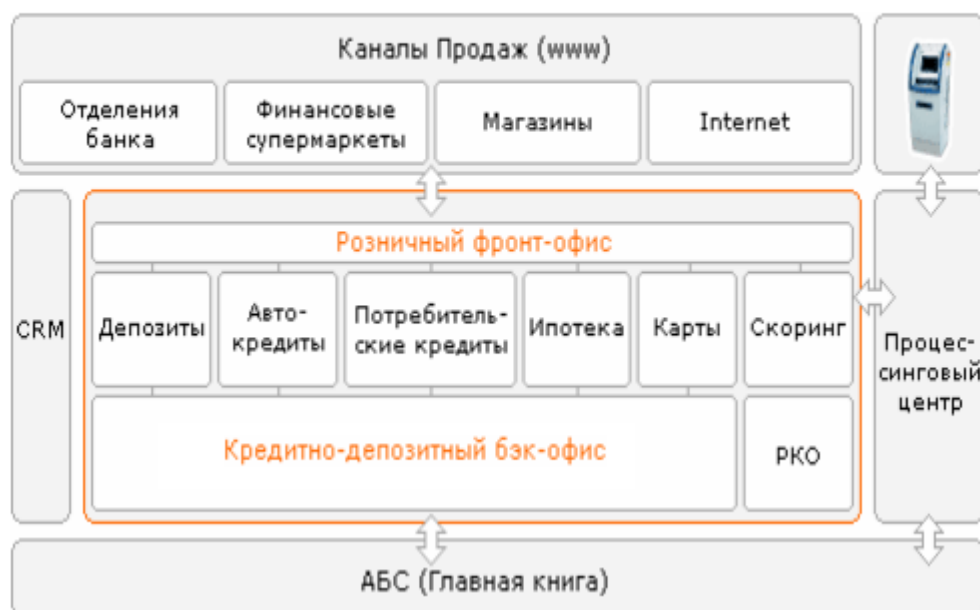 Каналы Продаж (www)
Отделения
банка
Финансовые
супермаркеты
Магазины
Internet
CRM
Розничный фронт-офис
Депозиты
Авто-
кредиты
Потребитель-
ские кредиты
Ипотека
Карты
Скоринг
Кредитно-депозитный бэк-офис
РКО
Процес-
синговый
центр
АБС (Главная книга)